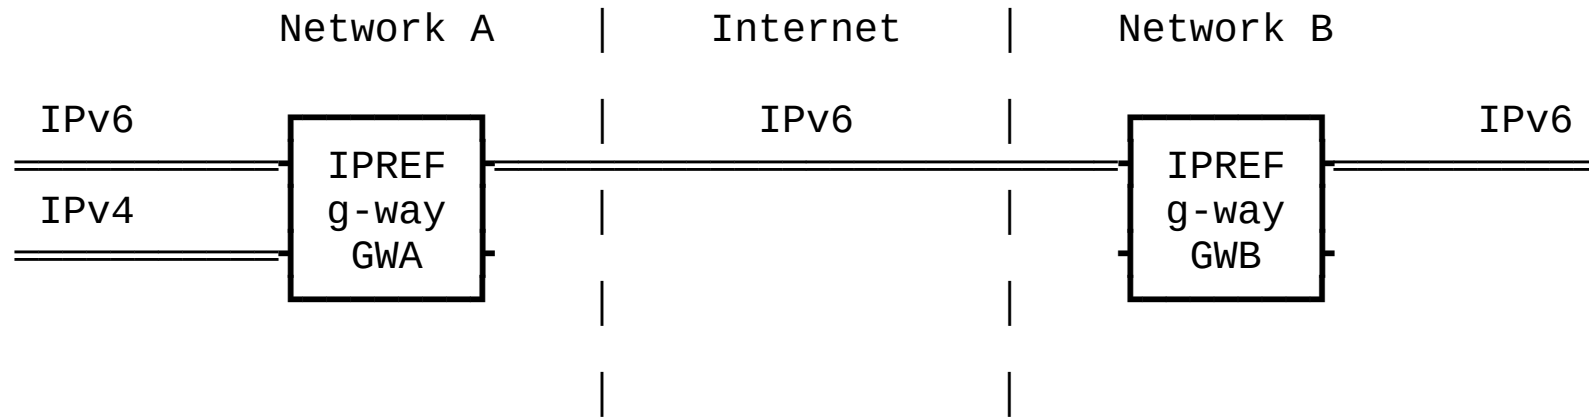 Network A | Internet | Network B
IPv6 | IPv6 | IPv6
IPREF IPREF
IPv4 g-way | | g-way
GWA GWB
| |
| |